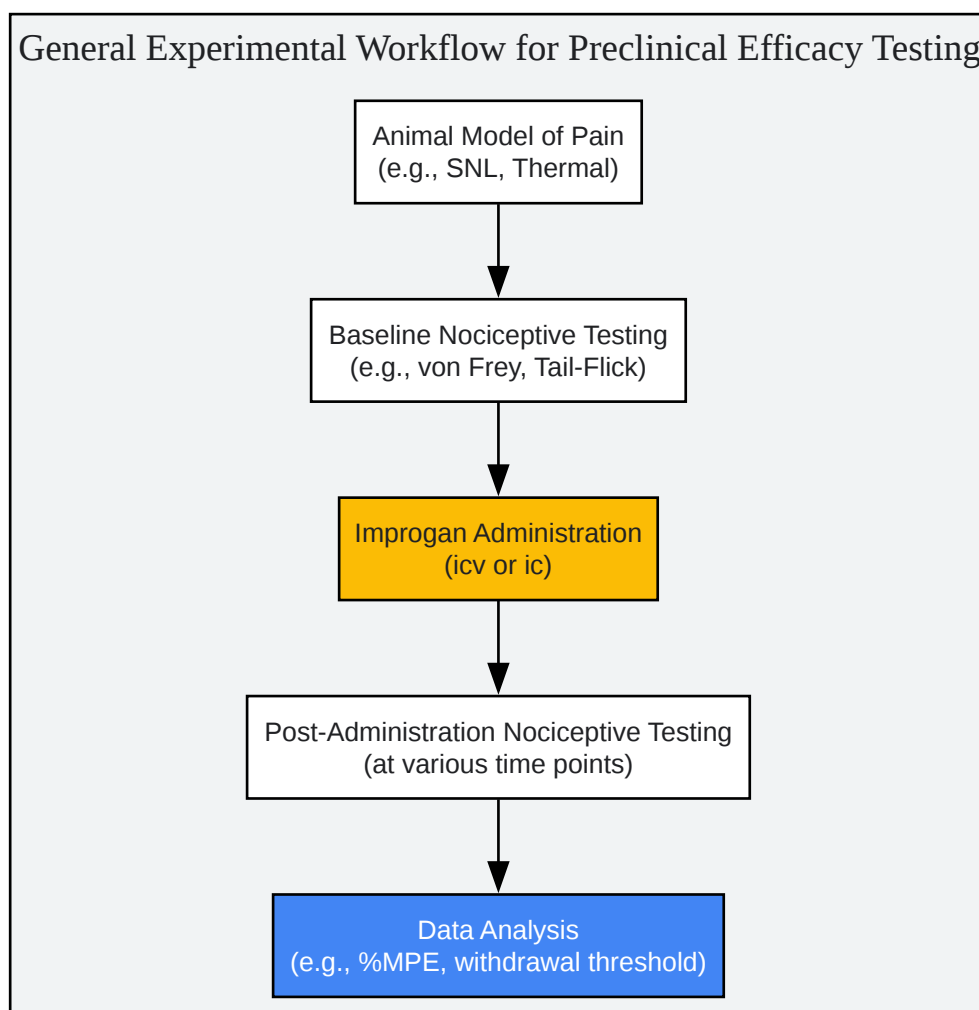 General Experimental Workflow for Preclinical Efficacy Testing
Animal Model of Pain
(e.g., SNL, Thermal)
Baseline Nociceptive Testing
(e.g., von Frey, Tail-Flick)
Improgan Administration
(icv or ic)
Post-Administration Nociceptive Testing
(at various time points)
Data Analysis
(e.g., %MPE, withdrawal threshold)